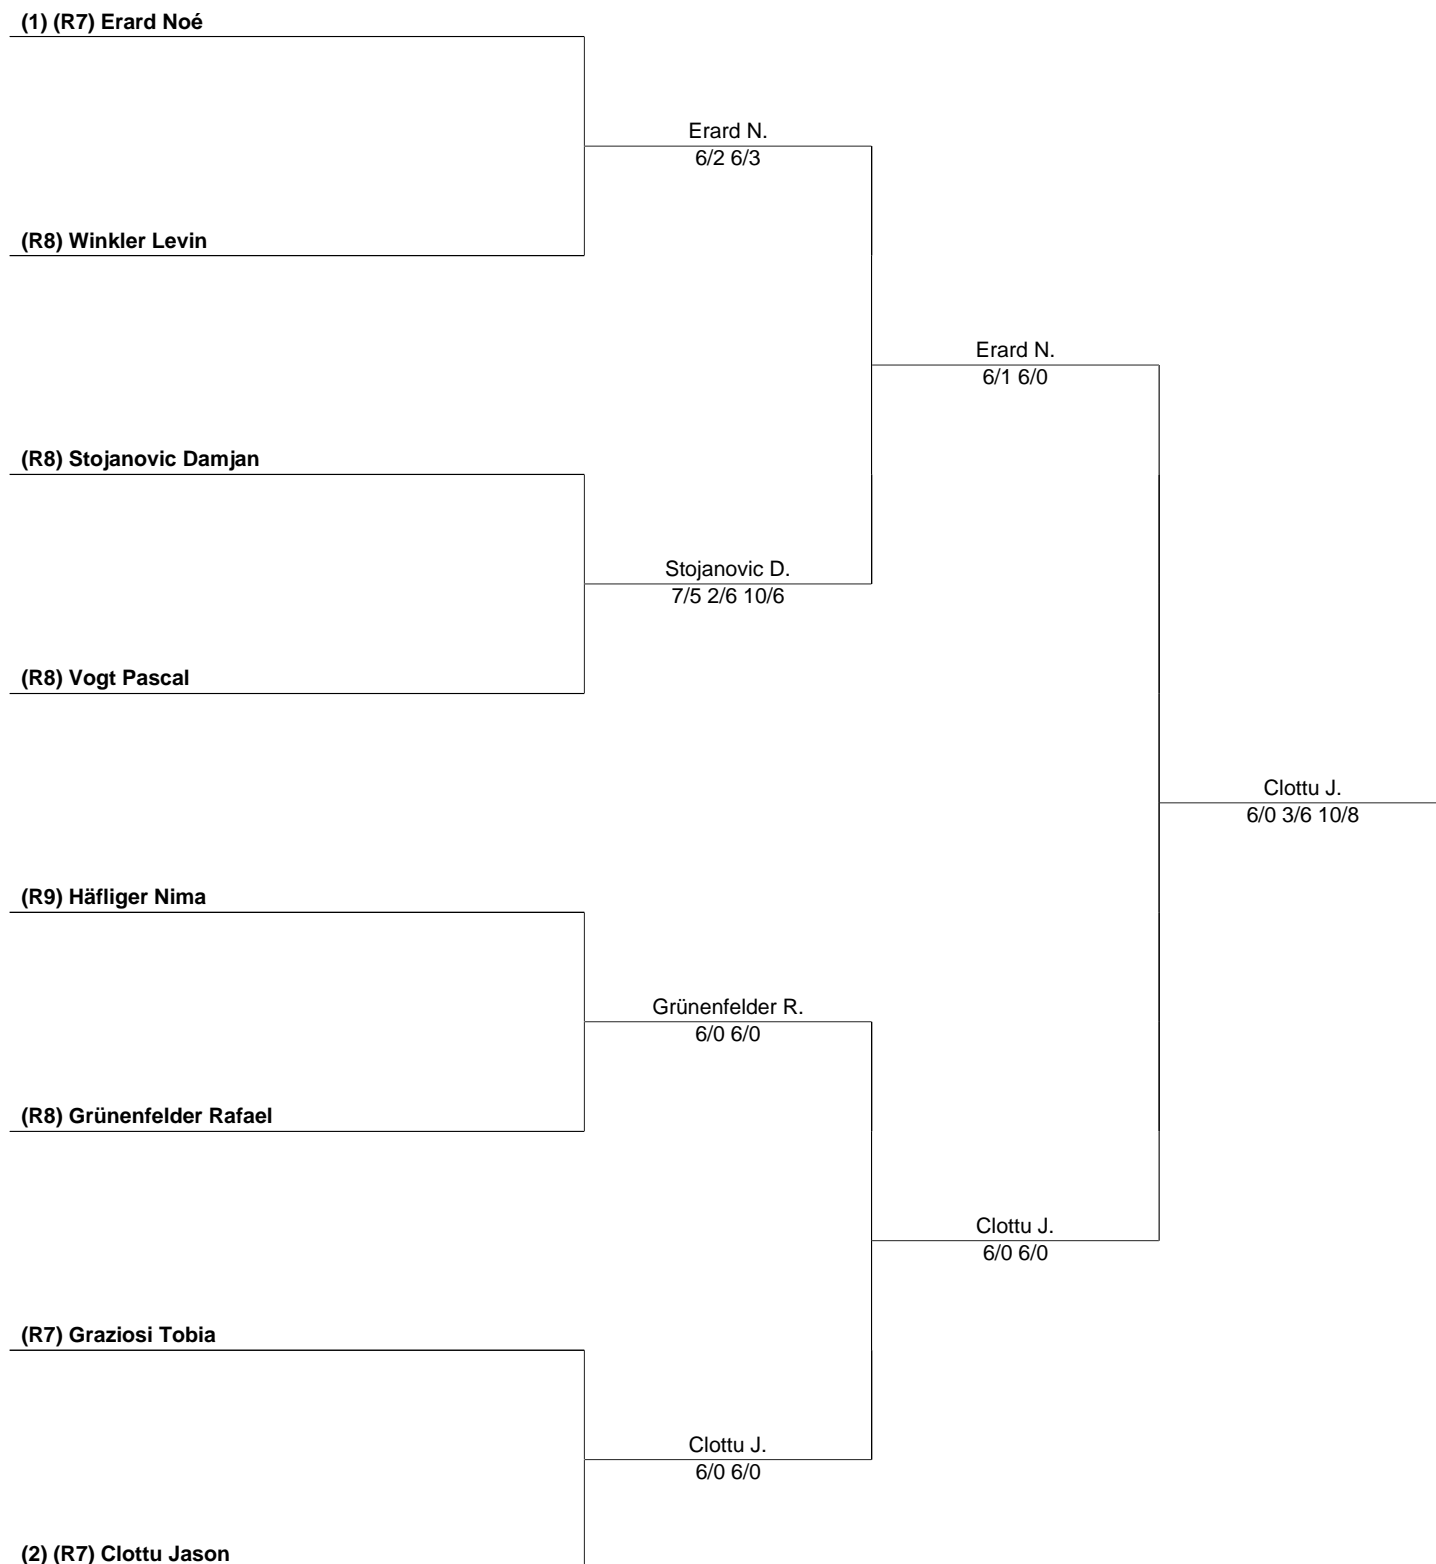 (1) (R7) Erard Noé
Erard N.
6/2 6/3
(R8) Winkler Levin
Erard N.
6/1 6/0
(R8) Stojanovic Damjan
Stojanovic D.
7/5 2/6 10/6
(R8) Vogt Pascal
Clottu J.
6/0 3/6 10/8
(R9) Häfliger Nima
Grünenfelder R.
6/0 6/0
(R8) Grünenfelder Rafael
Clottu J.
6/0 6/0
(R7) Graziosi Tobia
Clottu J.
6/0 6/0
(2) (R7) Clottu Jason